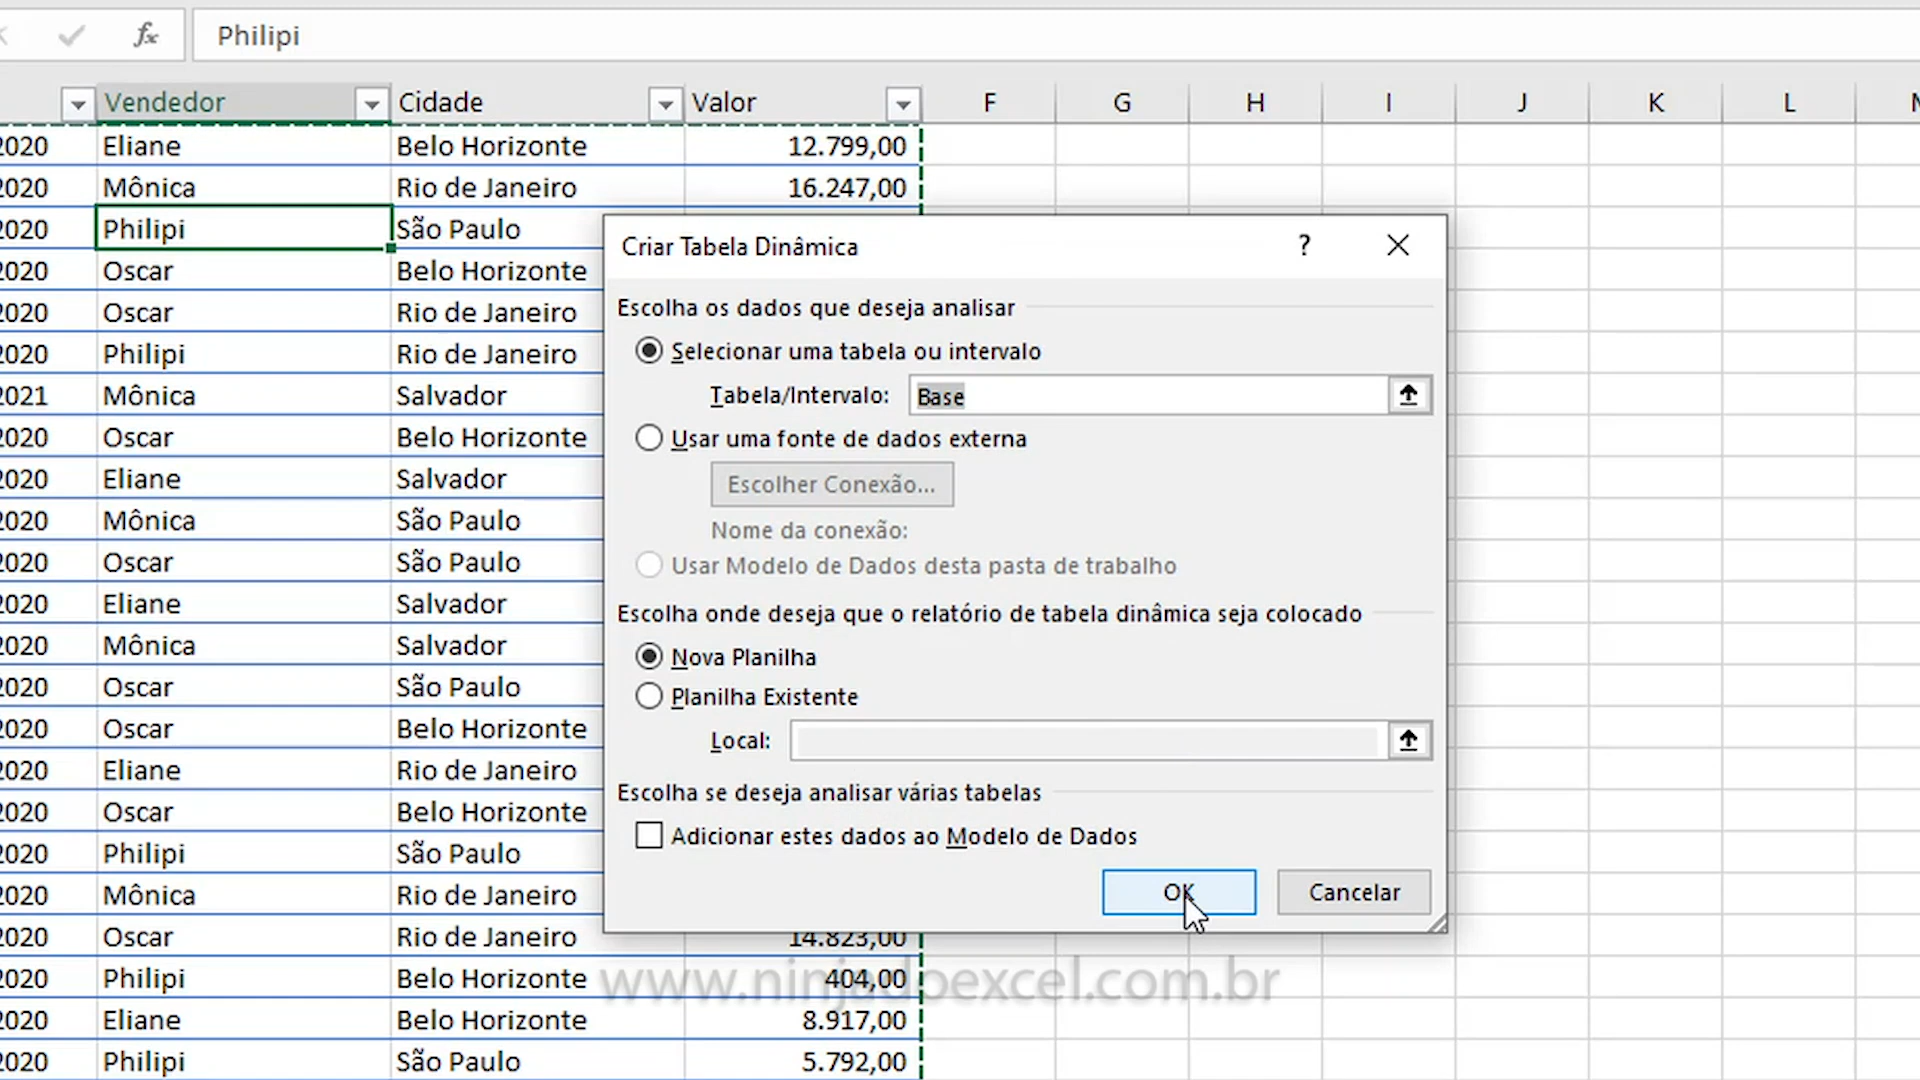 fx Philipi
Vendedor Cidade Valor F G H I J K L
2020 Eliane Belo Horizonte 12.799,00
2020 Mônica Rio de Janeiro 16.247,00
2020 Philipi São Paulo
2020 Oscar Belo Horizonte
2020 Oscar Rio de Janeiro
2020 Philipi Rio de Janeiro
2021 Mônica Salvador
2020 Oscar Belo Horizonte
2020 Eliane Salvador
2020 Mônica São Paulo
2020 Oscar São Paulo
2020 Eliane Salvador
2020 Mônica Salvador
2020 Oscar São Paulo
2020 Oscar Belo Horizonte
2020 Eliane Rio de Janeiro
2020 Oscar Belo Horizonte
2020 Philipi São Paulo
2020 Mônica Rio de Janeiro
2020 Oscar Rio de Janeiro 14.823,00
2020 Philipi Belo Horizonte 404,00
2020 Eliane Belo Horizonte 8.917,00
2020 Philipi São Paulo 5.792,00
Criar Tabela Dinâmica ?
Escolha os dados que deseja analisar
Selecionar uma tabela ou intervalo
Tabela/Intervalo: Base
Usar uma fonte de dados externa
Escolher Conexão...
Nome da conexão:
Usar Modelo de Dados desta pasta de trabalho
Escolha onde deseja que o relatório de tabela dinâmica seja colocado
Nova Planilha
Planilha Existente
Local:
Escolha se deseja analisar várias tabelas
Adicionar estes dados ao Modelo de Dados
OK Cancelar
www.ninjadoexcel.com.br